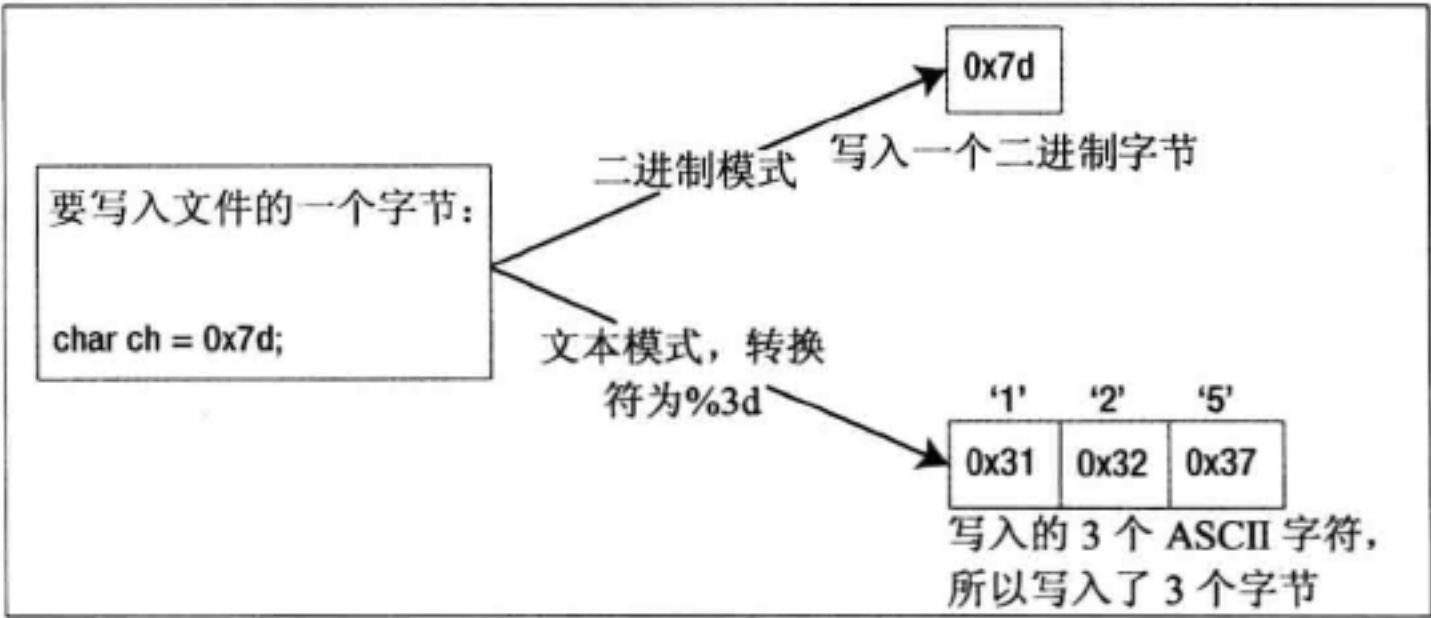 0x7d
写入一个二进制字节
二进制模式
要写入文件的一个字节：
char ch = 0x7d;
文本模式，转换
符为%3d
‘1’ ‘2’ ‘5’
0x31 0x32 0x37
写入的 3 个 ASCII 字符，
所以写入了 3 个字节